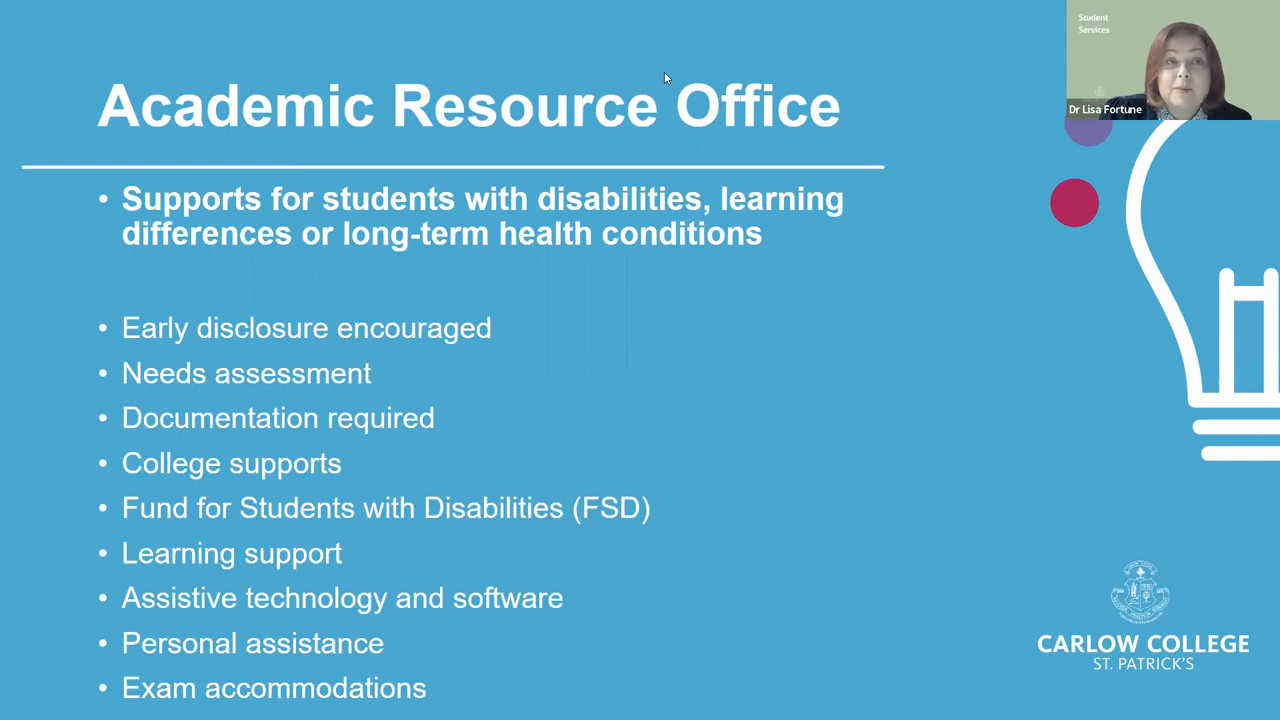 Academic Resource Office
• Supports for students with disabilities, learning
differences or long-term health conditions
• Early disclosure encouraged
• Needs assessment
• Documentation required
• College supports
• Fund for Students with Disabilities (FSD)
• Learning support
• Assistive technology and software
• Personal assistance
• Exam accommodations
Student
Services
Dr Lisa Fortune
CARLOW COLLEGE
ST. PATRICK'S